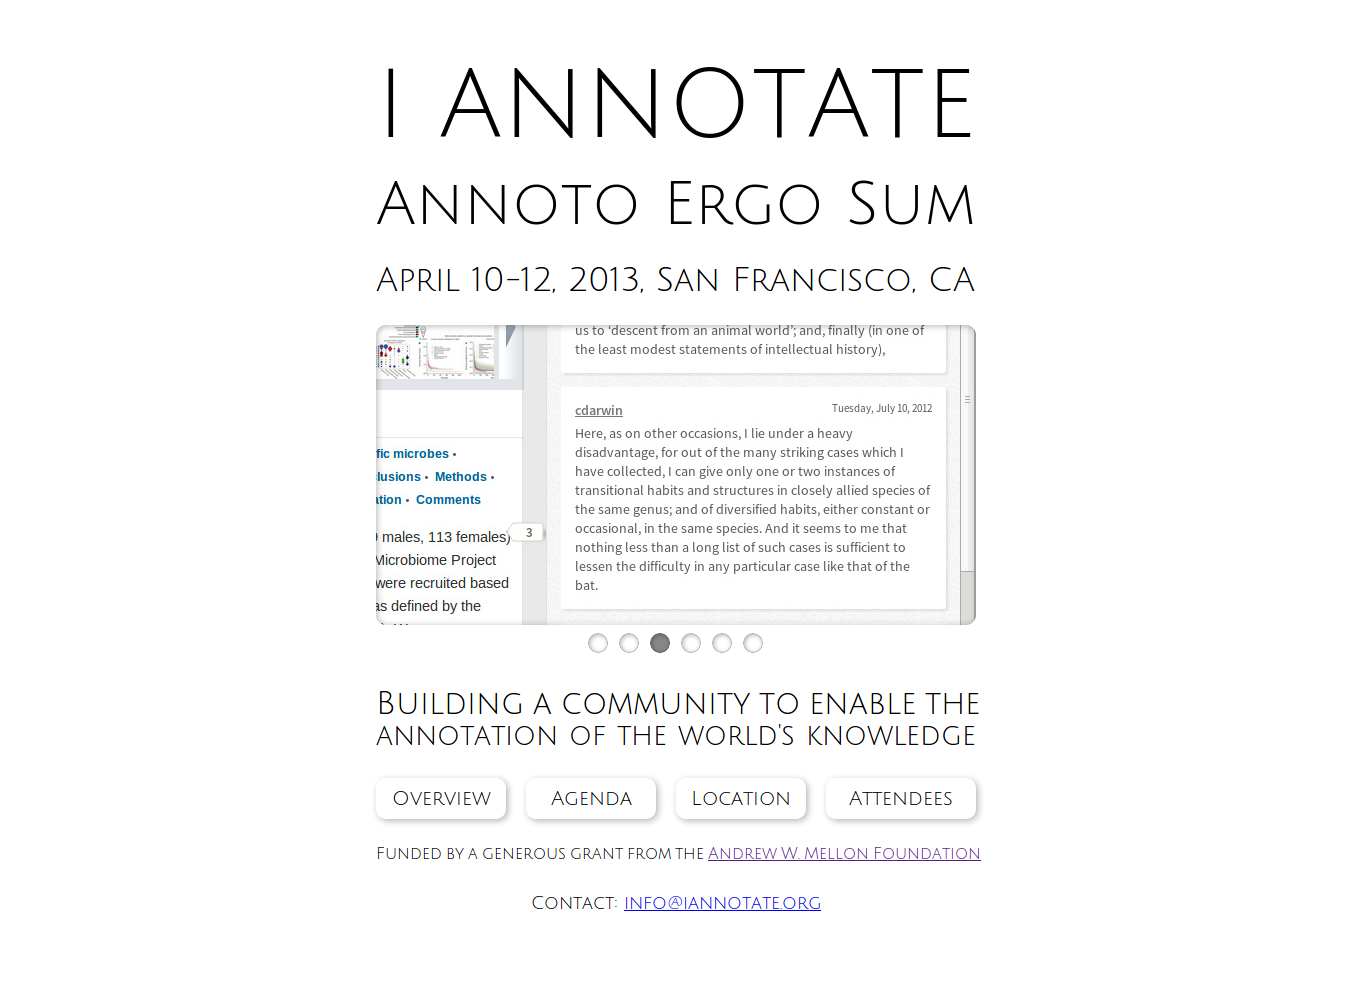 I ANNOTATE
Annoto Ergo Sum
April 10-12, 2013, San Francisco, CA
us to ‘descent from an animal world’; and, finally (in one of
the least modest statements of intellectual history),
cdarwin
Tuesday, July 10, 2012
Here, as on other occasions, I lie under a heavy
disadvantage, for out of the many striking cases which I
have collected, I can give only one or two instances of
transitional habits and structures in closely allied species of
the same genus; and of diversified habits, either constant or
occasional, in the same species. And it seems to me that
nothing less than a long list of such cases is sufficient to
lessen the difficulty in any particular case like that of the
bat.
microbes •
• Methods •
• Comments
males, 113 females)
Microbiome Project
were recruited based
as defined by the
3
Building a community to enable the
annotation of the world's knowledge
Overview
Agenda
Location
Attendees
Funded by a generous grant from the Andrew W. Mellon Foundation
Contact: info@iannotate.org